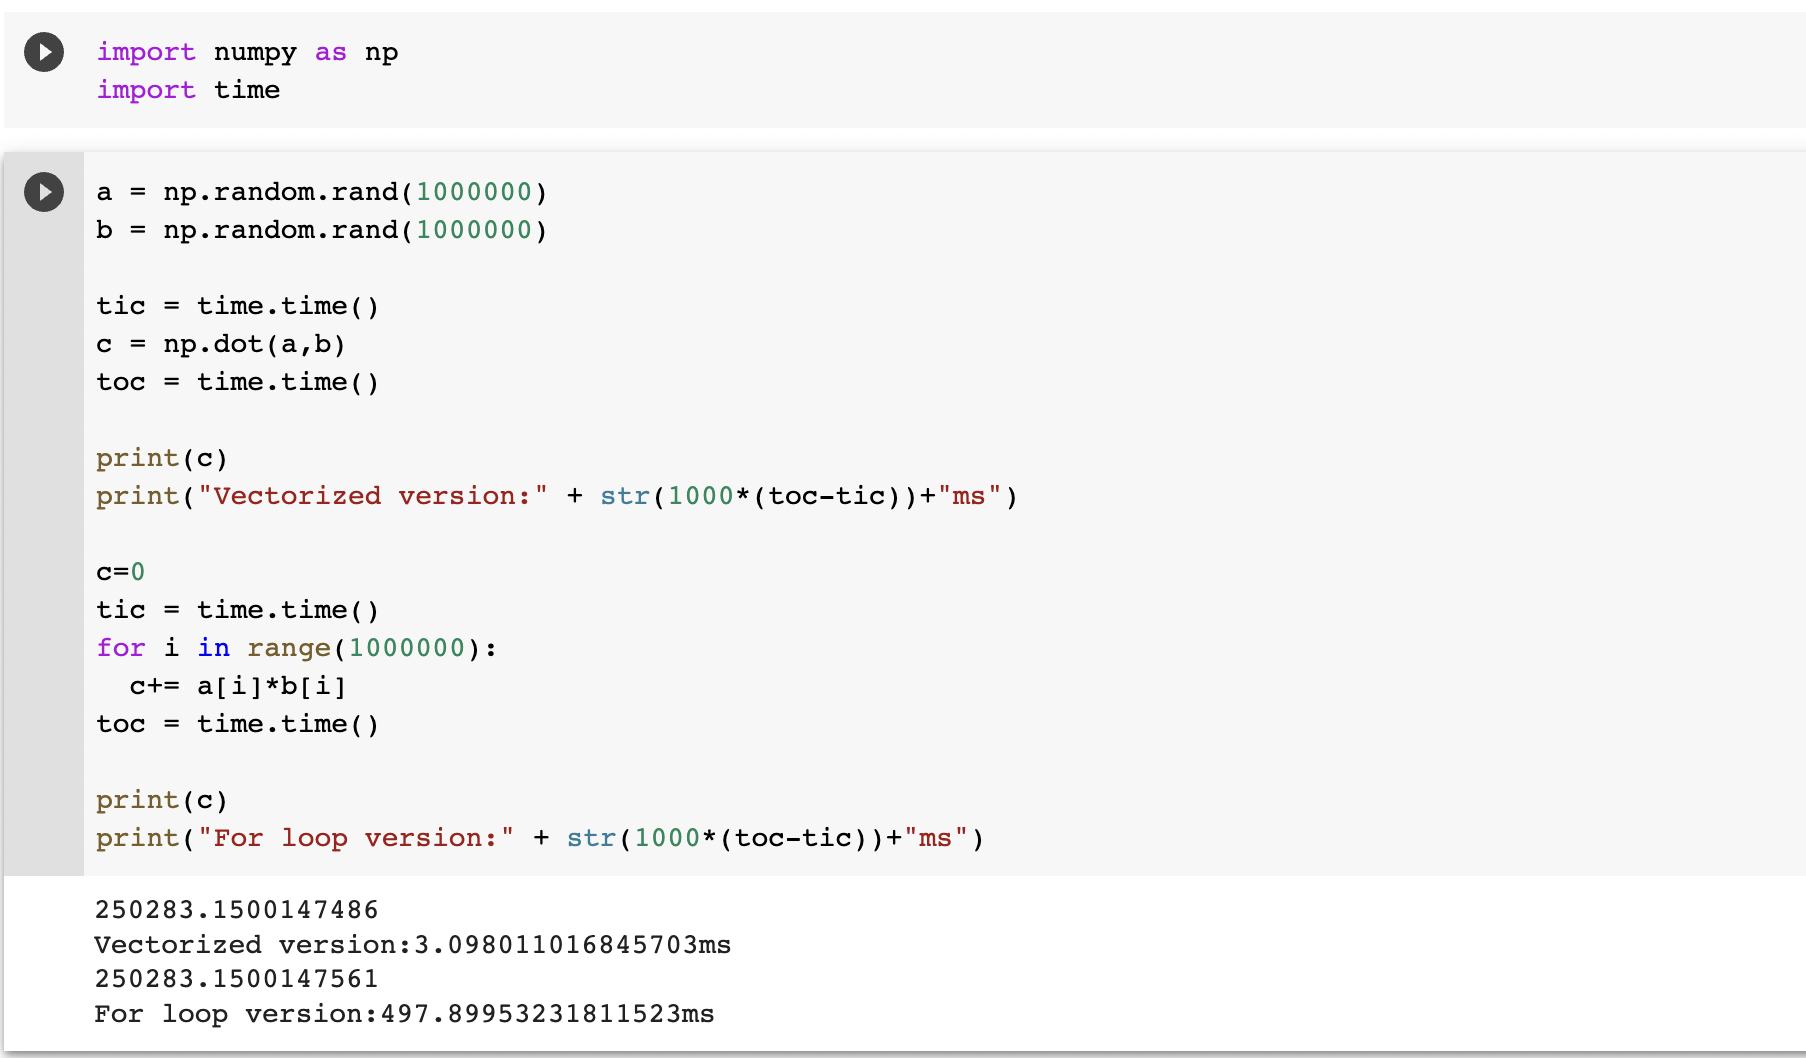 import numpy as np
import time
a = np.random.rand(1000000)
b = np.random.rand(1000000)
tic = time.time()
c = np.dot(a,b)
toc = time.time()
print(c)
print("Vectorized version:" + str(1000*(toc-tic))+"ms")
c=0
tic = time.time()
for i in range(1000000):
  c+= a[i]*b[i]
toc = time.time()
print(c)
print("For loop version:" + str(1000*(toc-tic))+"ms")
250283.1500147486
Vectorized version:3.098011016845703ms
250283.1500147561
For loop version:497.89953231811523ms